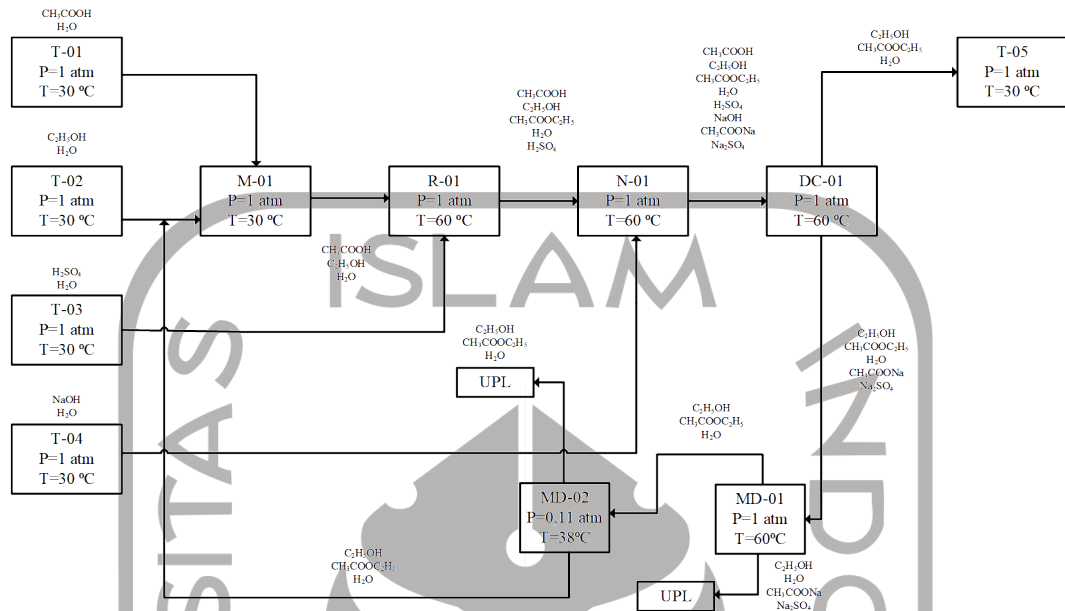 CH₃COOH
H₂O
T-01
P=1 atm
T=30 ºC
C₂H₅OH
H₂O
T-02
P=1 atm
T=30 ºC
H₂SO₄
H₂O
T-03
P=1 atm
T=30 ºC
NaOH
H₂O
T-04
P=1 atm
T=30 ºC
M-01
P=1 atm
T=30 ºC
CH₃COOH
C₂H₅OH
H₂O
R-01
P=1 atm
T=60 ºC
CH₃COOH
C₂H₅OH
CH₃COOC₂H₅
H₂O
H₂SO₄
N-01
P=1 atm
T=60 ºC
CH₃COOH
C₂H₅OH
CH₃COOC₂H₅
H₂O
H₂SO₄
NaOH
CH₃COONa
Na₂SO₄
DC-01
P=1 atm
T=60 ºC
C₂H₅OH
CH₃COOC₂H₅
H₂O
T-05
P=1 atm
T=30 ºC
C₂H₅OH
CH₃COOC₂H₅
H₂O
CH₃COONa
Na₂SO₄
MD-01
P=1 atm
T=60ºC
C₂H₅OH
H₂O
CH₃COONa
Na₂SO₄
UPL
C₂H₅OH
CH₃COOC₂H₅
H₂O
MD-02
P=0,11 atm
T=38ºC
C₂H₅OH
CH₃COOC₂H₅
H₂O
UPL
C₂H₅OH
CH₃COOC₂H₅
H₂O
SITAS
ISLAM
INDO